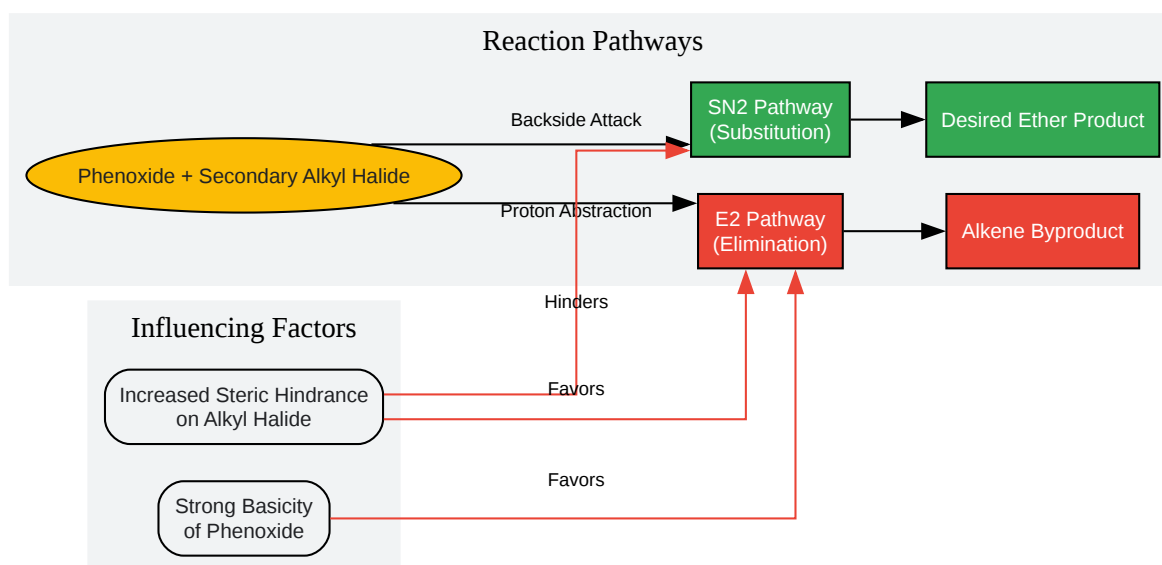 Reaction Pathways
Backside Attack
SN2 Pathway
(Substitution)
Desired Ether Product
Phenoxide + Secondary Alkyl Halide
Proton Abstraction
E2 Pathway
(Elimination)
Alkene Byproduct
Hinders
Influencing Factors
Increased Steric Hindrance
on Alkyl Halide
Favors
Favors
Strong Basicity
of Phenoxide